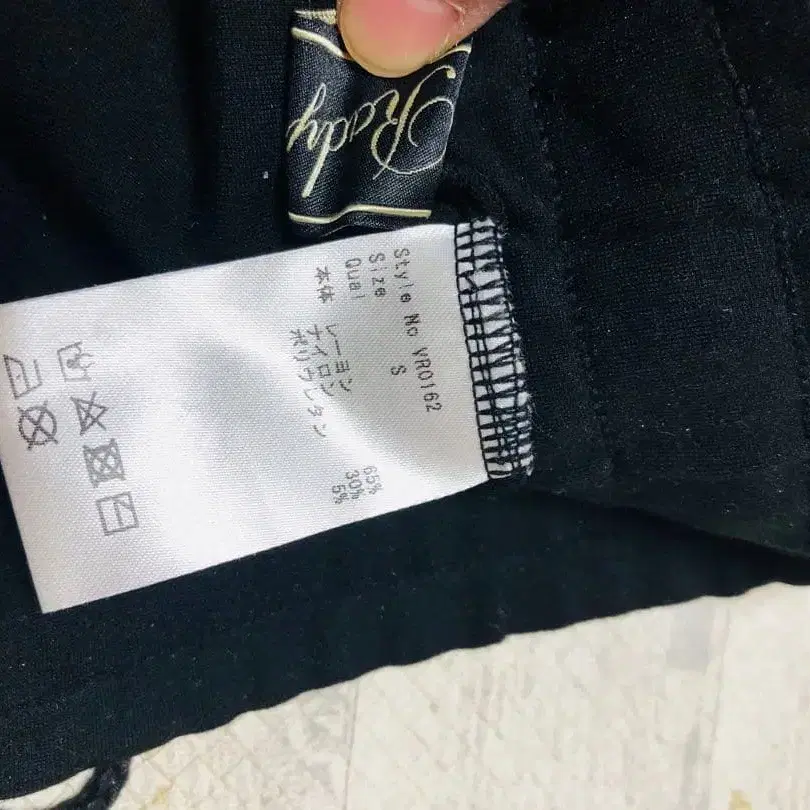 Rady
Style No VR0162
Size S
Qual
本体 レーヨン 65%
ナイロン 30%
ポリウレタン 5%